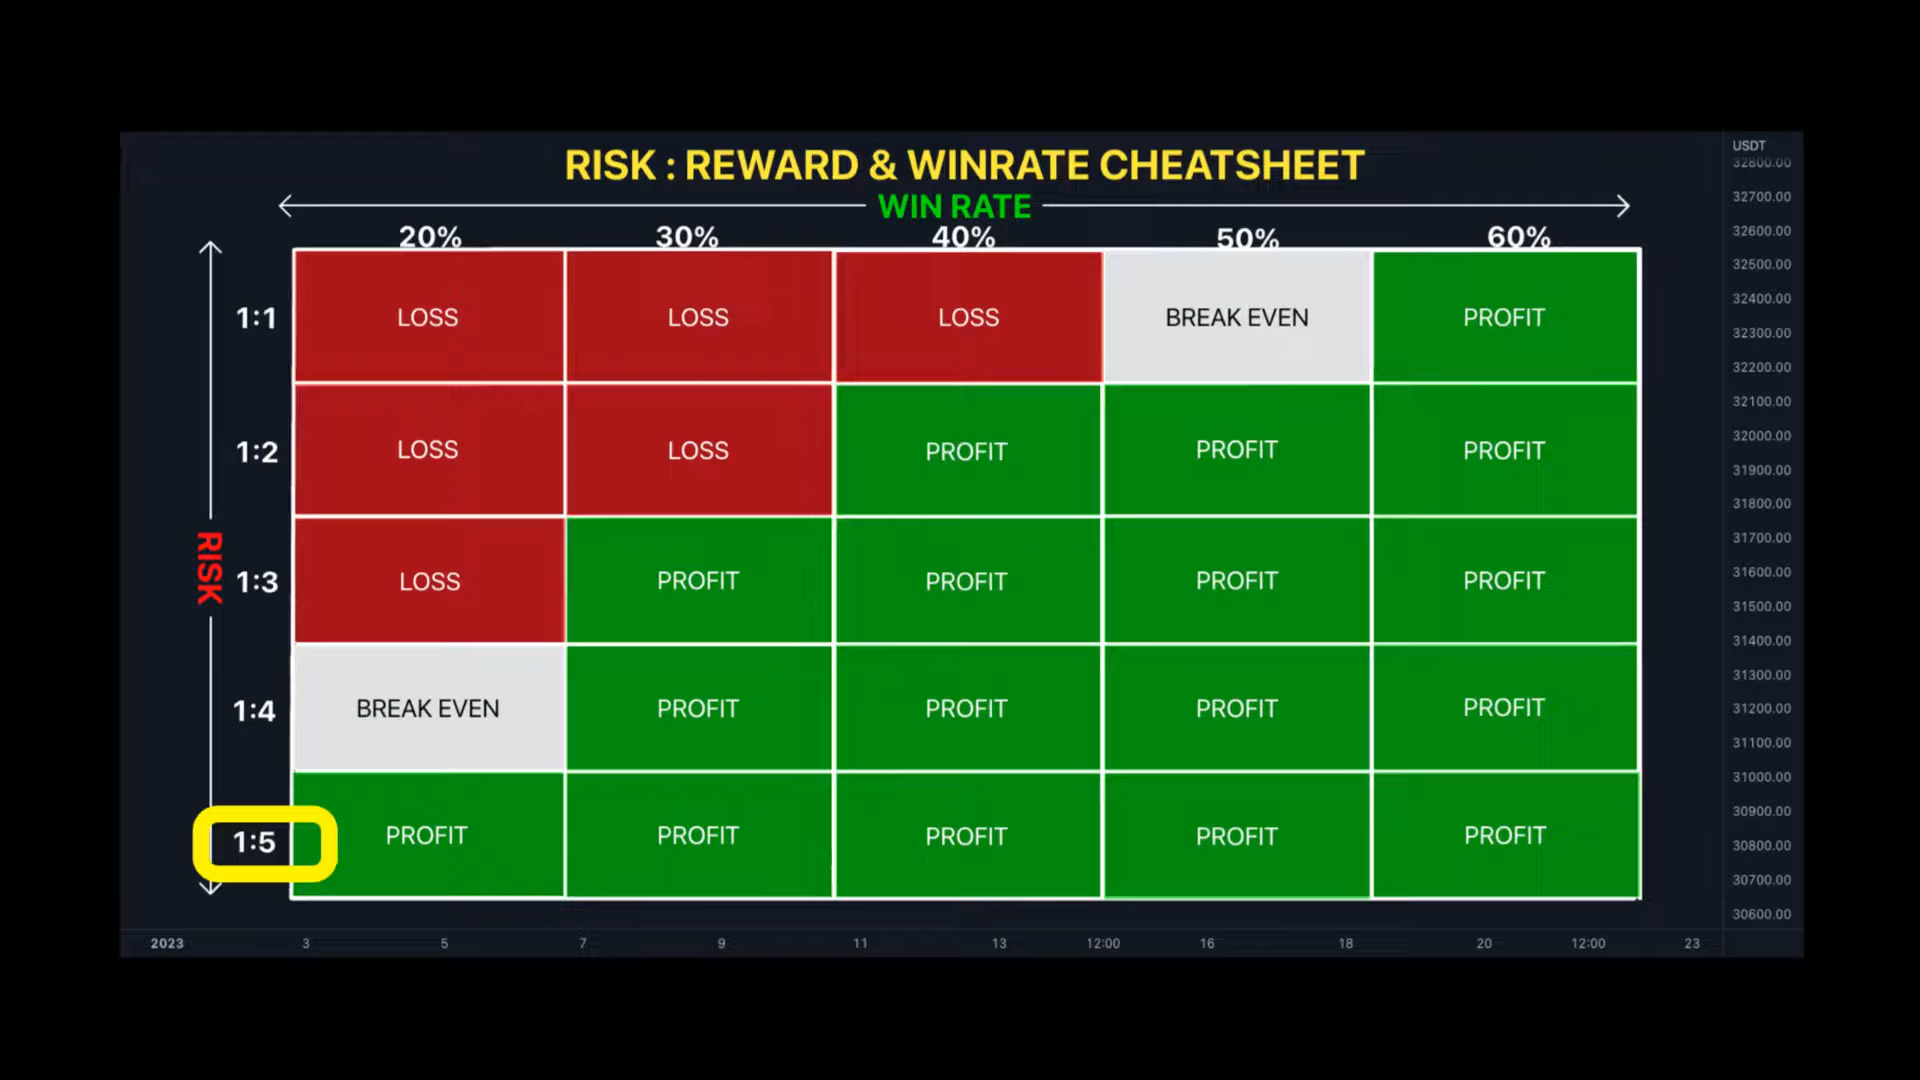 RISK : REWARD & WINRATE CHEATSHEET
WIN RATE
20% 30% 40% 50% 60%
RISK
1:1 LOSS LOSS LOSS BREAK EVEN PROFIT
1:2 LOSS LOSS PROFIT PROFIT PROFIT
1:3 LOSS PROFIT PROFIT PROFIT PROFIT
1:4 BREAK EVEN PROFIT PROFIT PROFIT PROFIT
1:5 PROFIT PROFIT PROFIT PROFIT PROFIT
USDT
32800.00
32700.00
32600.00
32500.00
32400.00
32300.00
32200.00
32100.00
32000.00
31900.00
31800.00
31700.00
31600.00
31500.00
31400.00
31300.00
31200.00
31100.00
31000.00
30900.00
30800.00
30700.00
30600.00
2023 3 5 7 9 11 13 12:00 16 18 20 12:00 23